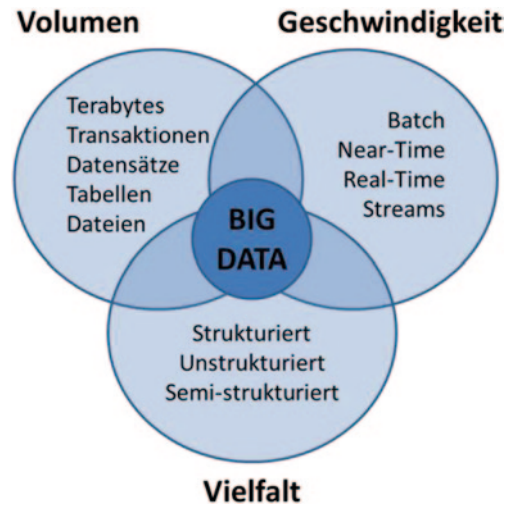 Volumen
Geschwindigkeit
Terabytes
Transaktionen
Datensätze
Tabellen
Dateien
Batch
Near-Time
Real-Time
Streams
BIG
DATA
Strukturiert
Unstrukturiert
Semi-strukturiert
Vielfalt